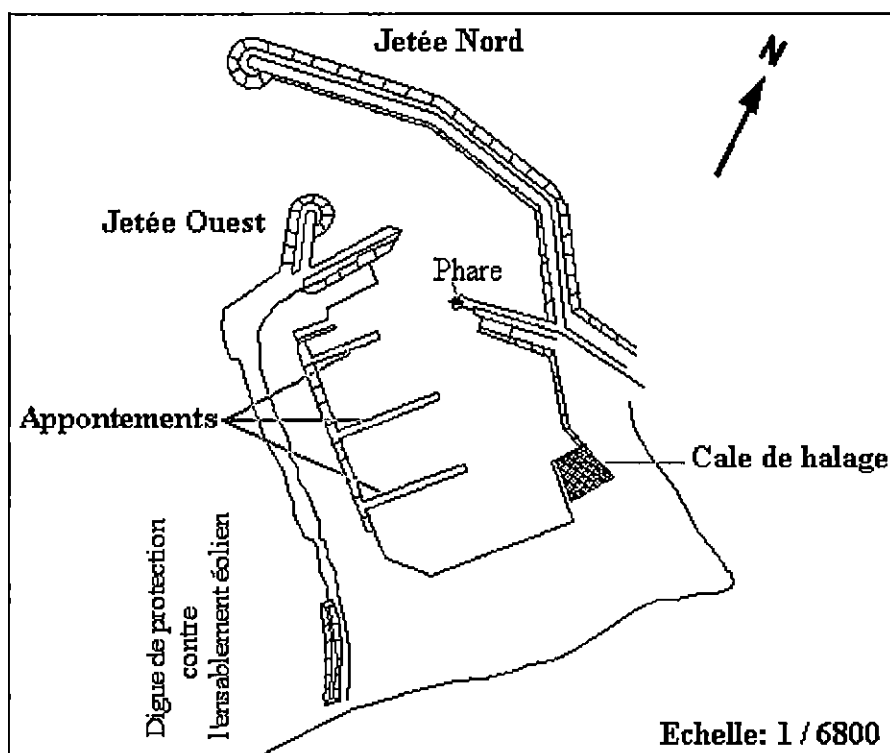 Jetée Nord
N
Jetée Ouest
Phare
Appontements
Cale de halage
Digue de protection
contre
l'ensablement éolien
Echelle: 1 / 6800